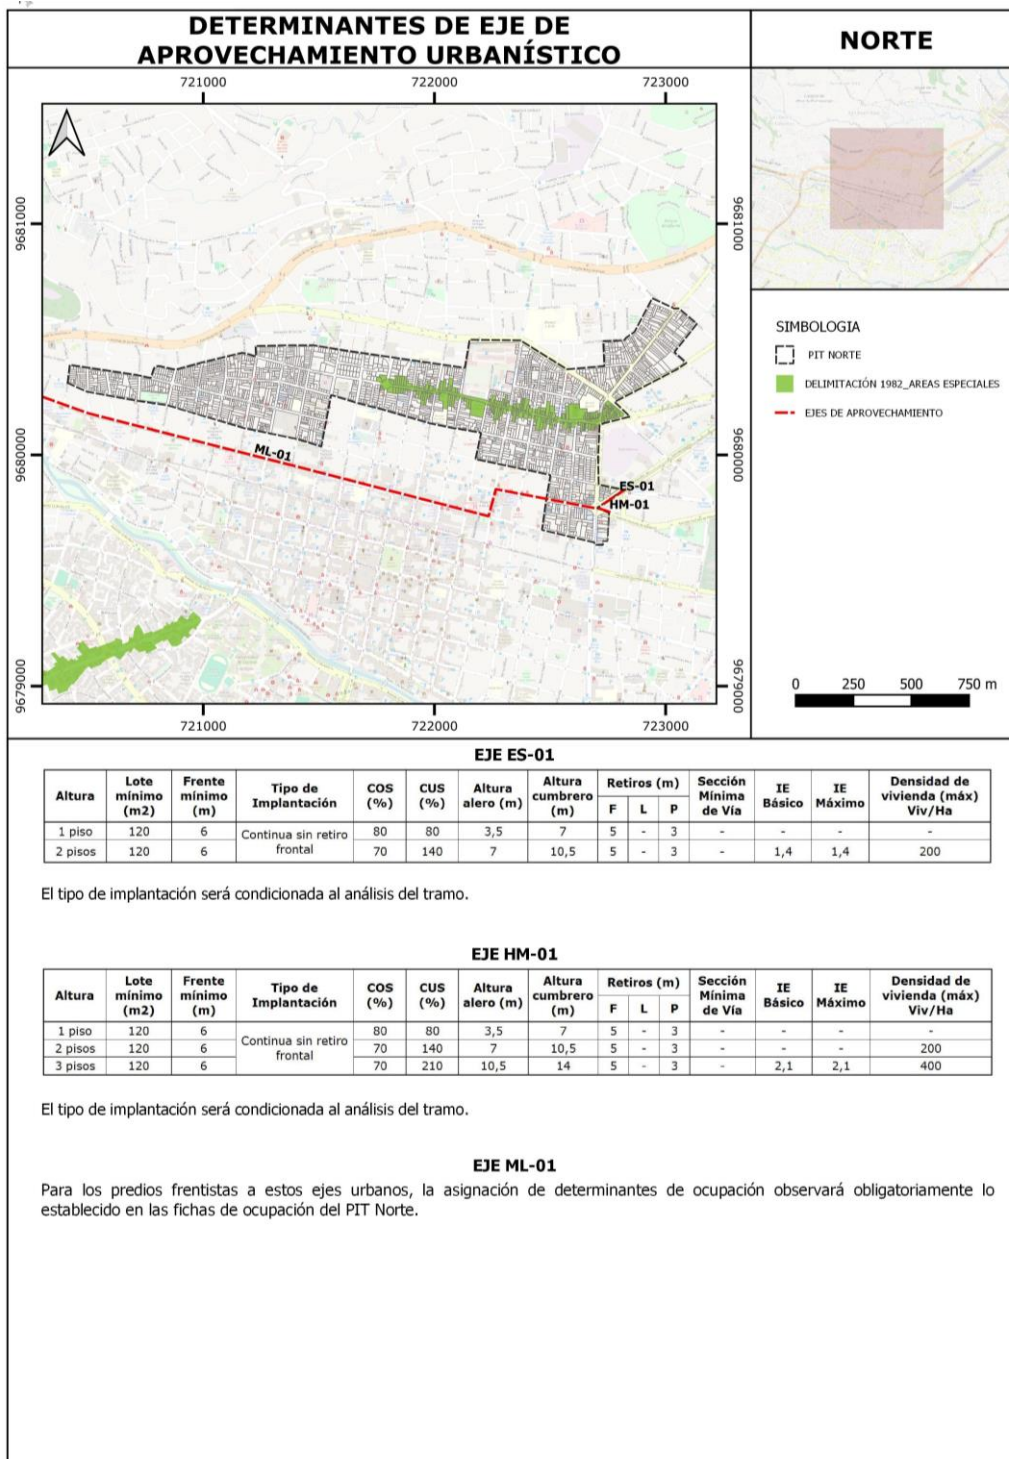 DETERMINANTES DE EJE DE
APROVECHAMIENTO URBANÍSTICO
NORTE
721000 722000 723000
9681000 9681000
9680000 9680000
9679000 9679000
ML-01
ES-01
HM-01
721000 722000 723000
SIMBOLOGIA
PIT NORTE
DELIMITACIÓN 1982_AREAS ESPECIALES
EJES DE APROVECHAMIENTO
0 250 500 750 m
EJE ES-01
Altura Lote mínimo (m2) Frente mínimo (m) Tipo de Implantación COS (%) CUS (%) Altura alero (m) Altura cumbrero (m) Retiros (m) F L P Sección Mínima de Vía IE Básico IE Máximo Densidad de vivienda (máx) Viv/Ha
1 piso 120 6 Continua sin retiro frontal 80 80 3,5 7 5 - 3 - - - -
2 pisos 120 6 70 140 7 10,5 5 - 3 - 1,4 1,4 200
El tipo de implantación será condicionada al análisis del tramo.
EJE HM-01
Altura Lote mínimo (m2) Frente mínimo (m) Tipo de Implantación COS (%) CUS (%) Altura alero (m) Altura cumbrero (m) Retiros (m) F L P Sección Mínima de Vía IE Básico IE Máximo Densidad de vivienda (máx) Viv/Ha
1 piso 120 6 Continua sin retiro frontal 80 80 3,5 7 5 - 3 - - - -
2 pisos 120 6 70 140 7 10,5 5 - 3 - - - 200
3 pisos 120 6 70 210 10,5 14 5 - 3 - 2,1 2,1 400
El tipo de implantación será condicionada al análisis del tramo.
EJE ML-01
Para los predios frentistas a estos ejes urbanos, la asignación de determinantes de ocupación observará obligatoriamente lo
establecido en las fichas de ocupación del PIT Norte.